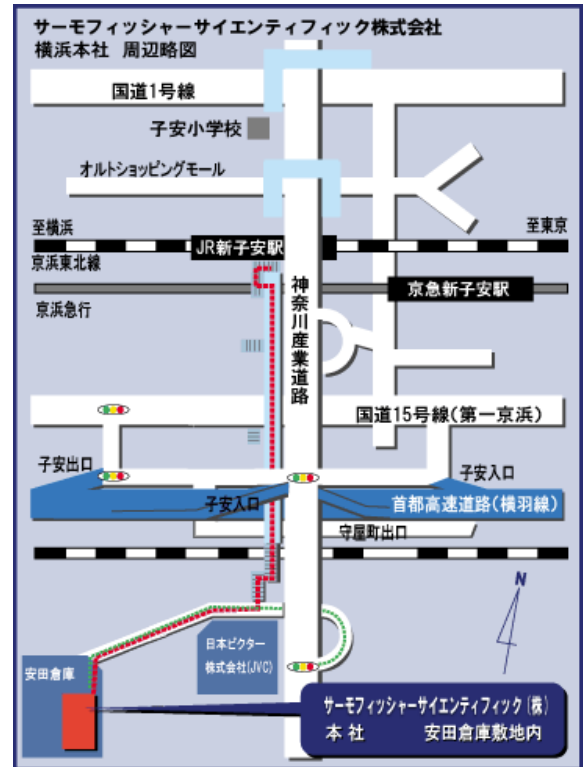 サーモフィッシャーサイエンティフィック株式会社
横浜本社 周辺略図
国道1号線
子安小学校
オルトショッピングモール
至横浜
至東京
JR新子安駅
京浜東北線
京急新子安駅
京浜急行
神奈川産業道路
国道15号線(第一京浜)
子安出口
子安入口
子安入口
首都高速道路(横羽線)
守屋町出口
N
日本ビクター
株式会社(JVC)
安田倉庫
サーモフィッシャーサイエンティフィック(株)
本社 安田倉庫敷地内